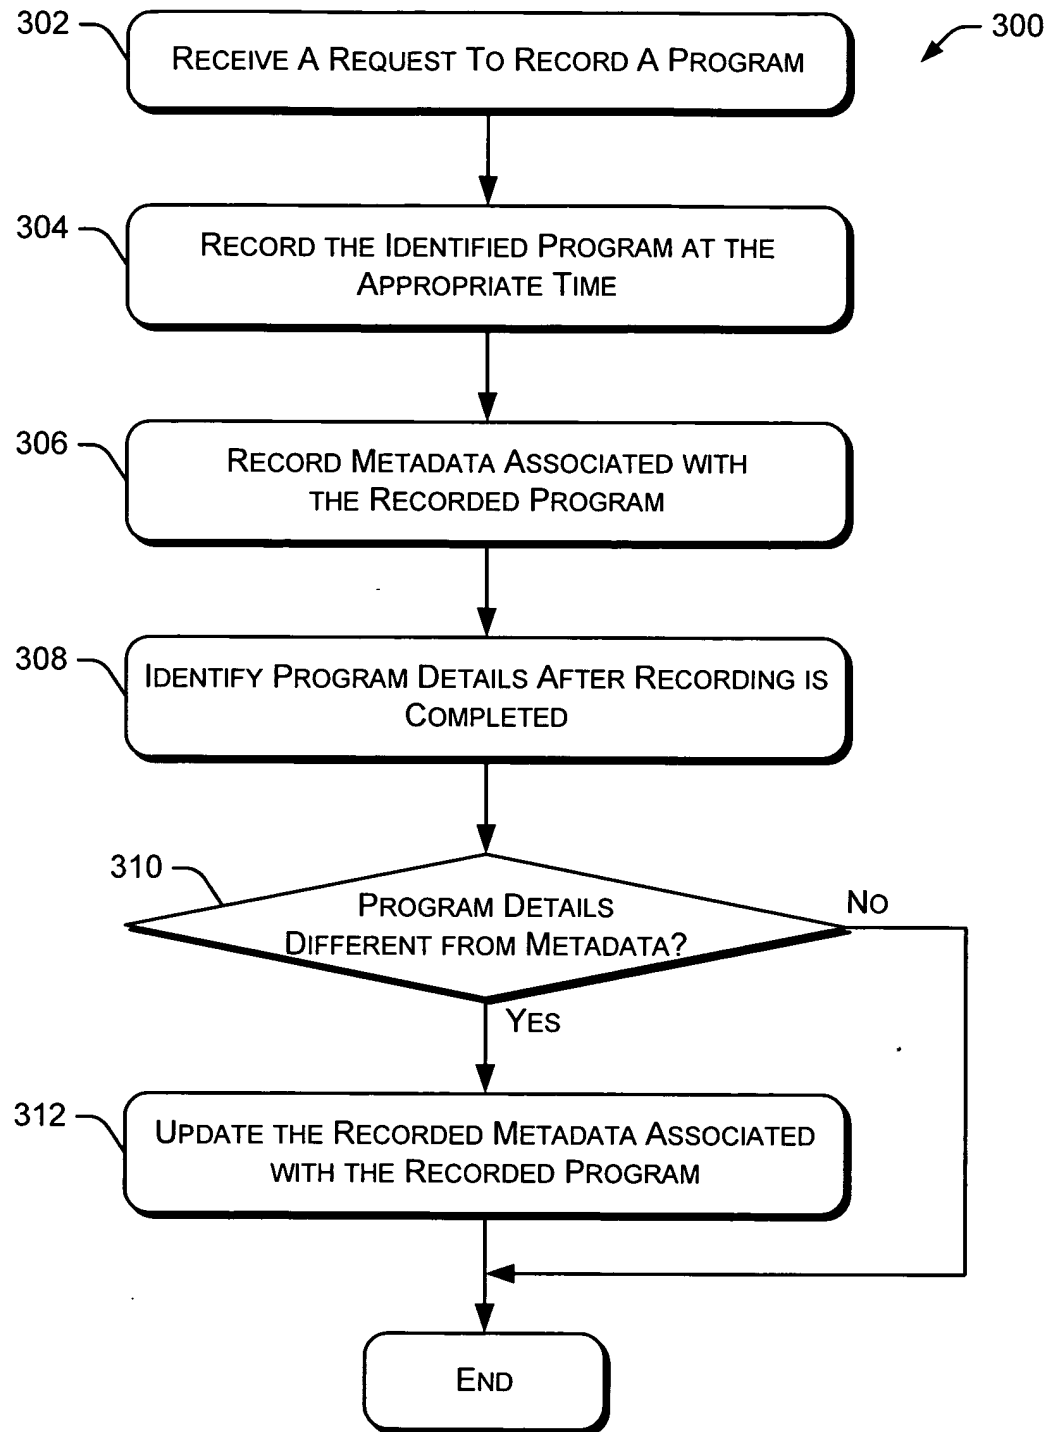 302
300
RECEIVE A REQUEST TO RECORD A PROGRAM
304
RECORD THE IDENTIFIED PROGRAM AT THE
APPROPRIATE TIME
306
RECORD METADATA ASSOCIATED WITH
THE RECORDED PROGRAM
308
IDENTIFY PROGRAM DETAILS AFTER RECORDING IS
COMPLETED
310
PROGRAM DETAILS
DIFFERENT FROM METADATA?
NO
YES
312
UPDATE THE RECORDED METADATA ASSOCIATED
WITH THE RECORDED PROGRAM
END